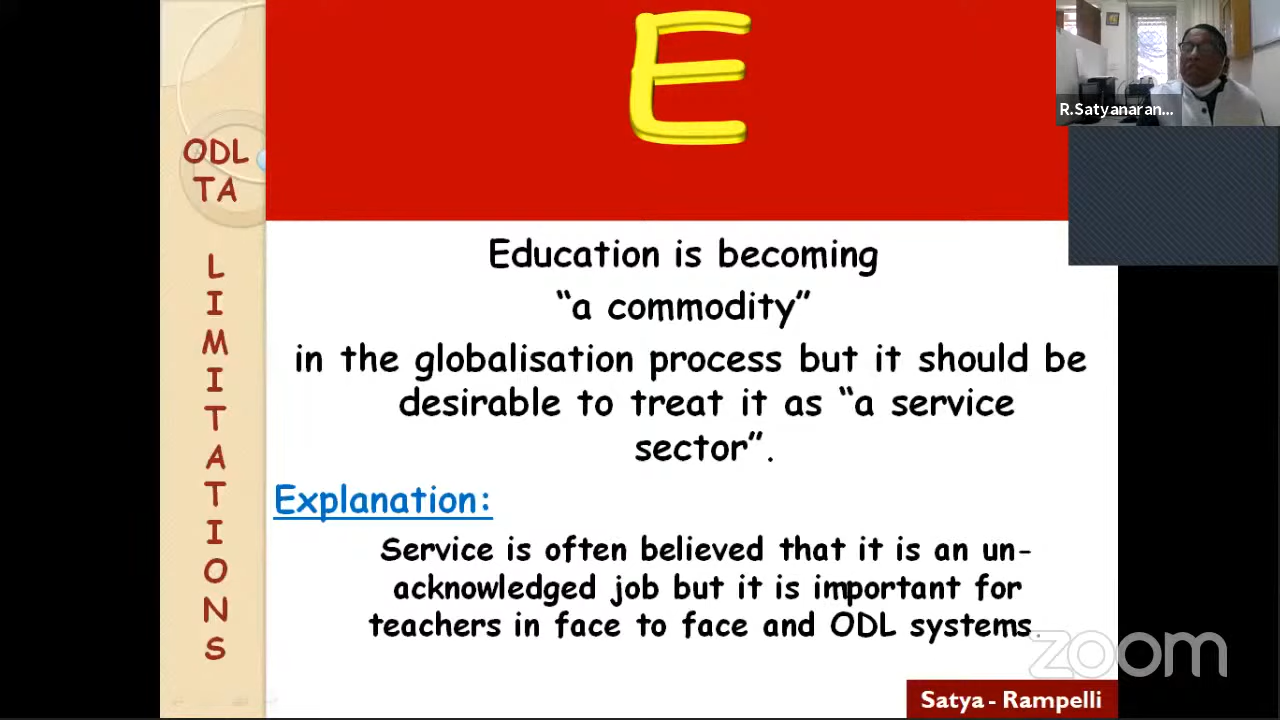 E
R.Satyanaran...
ODL
TA
LIMITATIONS
Education is becoming
“a commodity”
in the globalisation process but it should be
desirable to treat it as “a service
sector”.
Explanation:
Service is often believed that it is an un-
acknowledged job but it is important for
teachers in face to face and ODL systems.
zoom
Satya - Rampelli